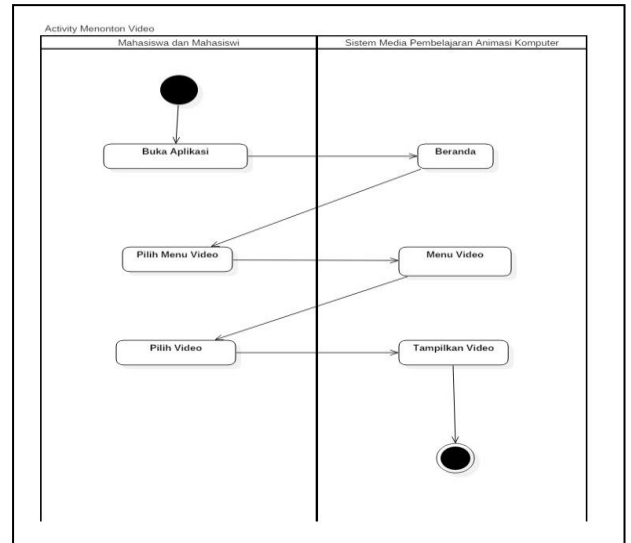 Activity Menonton Video
Mahasiswa dan Mahasiswi
Sistem Media Pembelajaran Animasi Komputer
Buka Aplikasi
Beranda
Pilih Menu Video
Menu Video
Pilih Video
Tampilkan Video